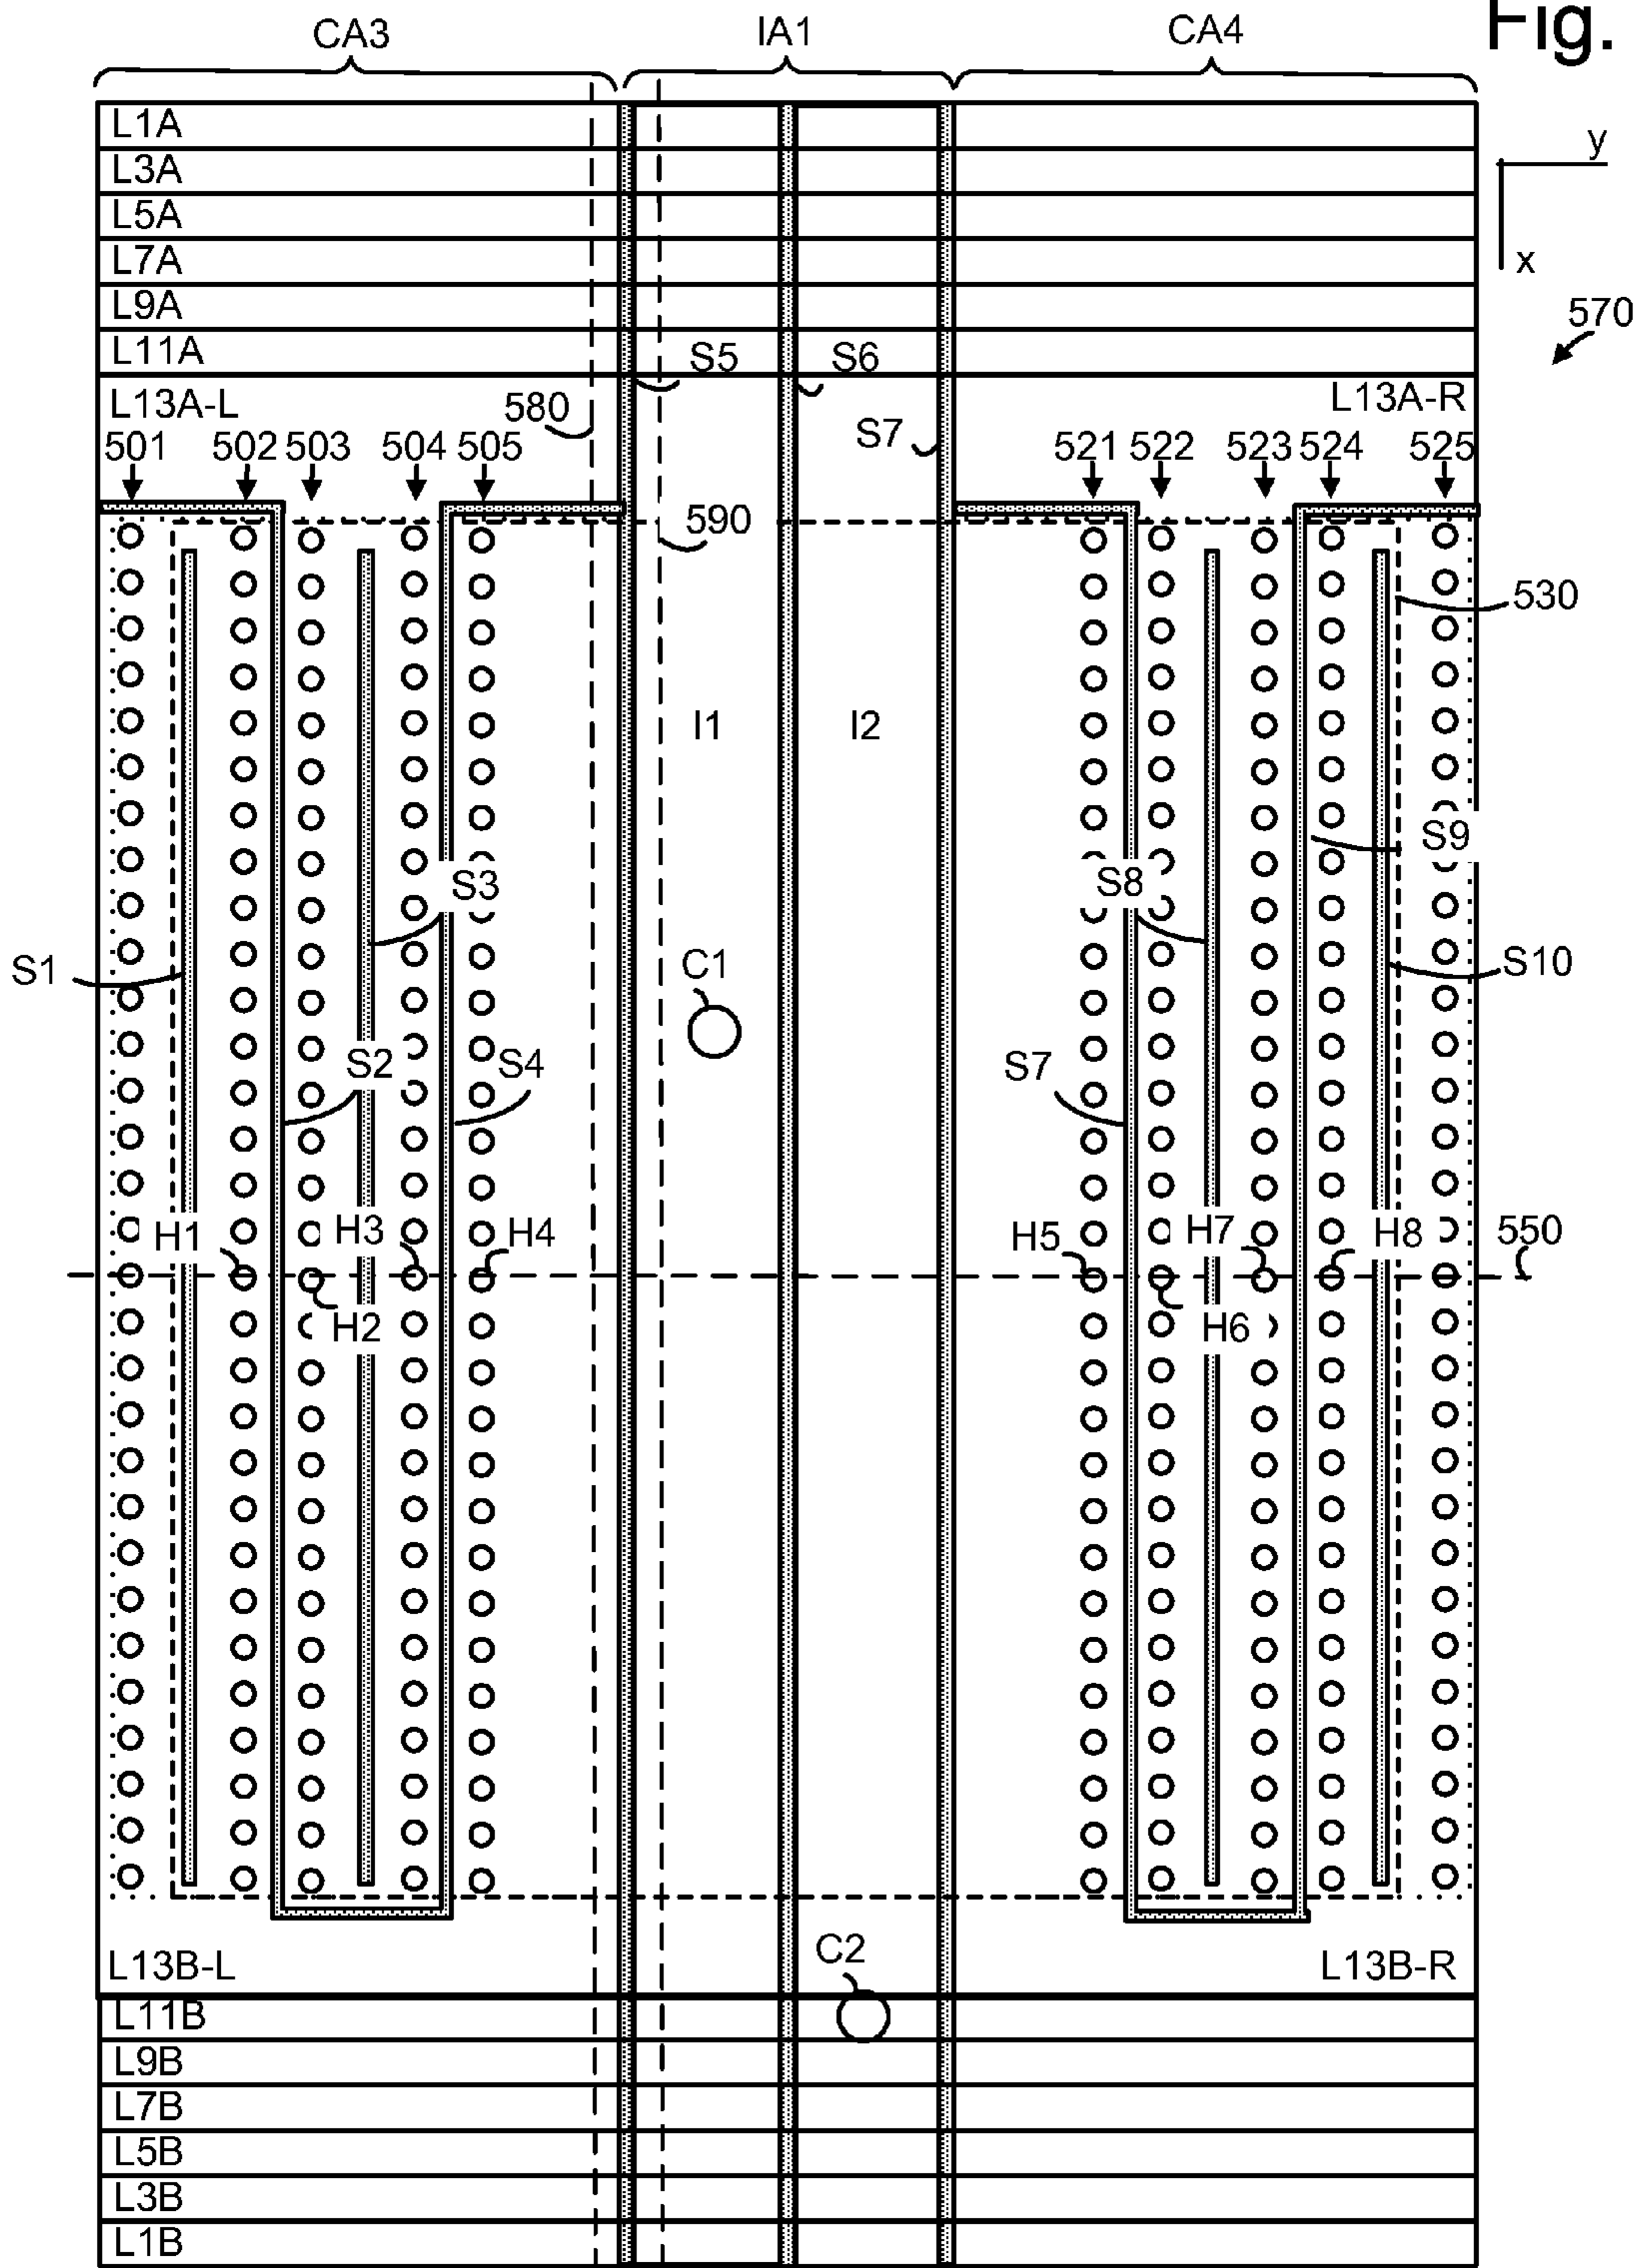 Fig.
CA3 IA1 CA4
L1A
y
L3A
L5A
L7A
x
L9A
570
L11A S5 S6
L13A-L 580 L13A-R
S7
501 502 503 504 505 521 522 523 524 525
590
530
I1 I2
S9
S3 S8
S1 C1 S10
S2 S4 S7
H1 H3 H4 H5 H7 H8 550
H2 H6
C2
L13B-L L13B-R
L11B
L9B
L7B
L5B
L3B
L1B